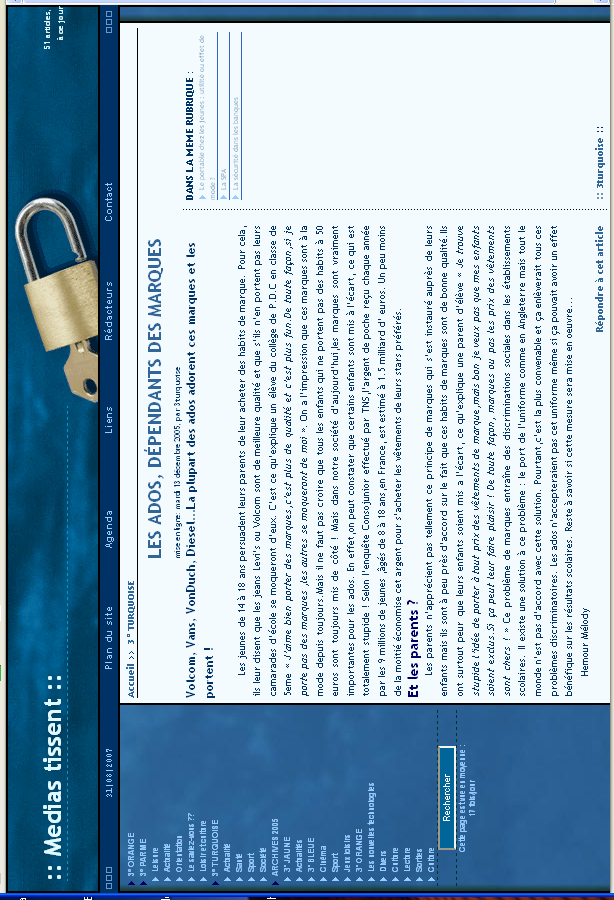 51 articles,
à ce jour
:: Medias tissent ::
21|08|2007
Plan du site
Agenda
Liens
Rédacteurs
Contact
3° ORANGE
3° PARME
Loisirs
Actualité
Orientation
Le saviez-vous ??
Loisir et culture
3° TURQUOISE
Actualité
Santé
Sport
Société
ARCHIVES 2005
3° JAUNE
Actualités
3° BLEUE
Cinéma
Sport
Jeux loisirs
3° ORANGE
Les nouvelles technologies
Divers
Culture
Lecture
Sorties
Culture
Rechercher
Cette page est vue en moyenne :
17 fois/jour
Accueil >> 3° TURQUOISE
LES ADOS, DÉPENDANTS DES MARQUES
mise en ligne : mardi 13 décembre 2005, par 3turquoise
Volcom, Vans, VonDuch, Diesel...La plupart des ados adorent ces marques et les
portent !
Les jeunes de 14 à 18 ans persuadent leurs parents de leur acheter des habits de marque. Pour cela,
ils leur disent que les jeans Levi's ou Volcom sont de meilleure qualité et que s'ils n'en portent pas leurs
camarades d'école se moqueront d'eux. C'est ce qu'explique un élève du collège de P.D.C en classe de
5eme « J'aime bien porter des marques,c'est plus de qualité et c'est plus fun.De toute façon,si je
porte pas des marques ,les autres se moqueront de moi ». On a l'impression que ces marques sont à la
mode depuis toujours.Mais il ne faut pas croire que tous les enfants qui ne portent pas des habits à 50
euros sont toujours mis de côté ! Mais dans notre société d'aujourd'hui les marques sont vraiment
importantes pour les ados. En effet,on peut constater que certains enfants sont mis à l'écart, ce qui est
totalement stupide ! Selon l'enquête ConsoJunior effectué par TNS,l'argent de poche reçu chaque année
par les 9 millions de jeunes ,âgés de 8 à 18 ans,en France, est estimé à 1.5 milliard d' euros. Un peu moins
de la moitié économise cet argent pour s'acheter les vêtements de leurs stars préférés.
Et les parents ?
Les parents n'apprécient pas tellement ce principe de marques qui s'est instauré auprès de leurs
enfants mais ils sont à peu près d'accord sur le fait que ces habits de marques sont de bonne qualité.Ils
ont surtout peur que leurs enfants soient mis a l'écart, ce qu'explique une parent d'élève « Je trouve
stupide l'idée de porter à tout prix des vêtements de marque,mais bon je veux pas que mes enfants
soient exclus.Si ça peut leur faire plaisir ! De toute façon, marques ou pas les prix des vêtements
sont chers ! » Ce problème de marques entraîne des discriminations sociales dans les établissements
scolaires. Il existe une solution à ce problème : le port de l'uniforme comme en Angleterre mais tout le
monde n'est pas d'accord avec cette solution. Pourtant,c'est la plus convenable et ça enlèverait tous ces
problèmes discriminatoires. Les ados n'accepteraient pas cet uniforme même si ça pouvait avoir un effet
bénéfique sur les résultats scolaires. Reste à savoir si cette mesure sera mise en oeuvre...
Hemour Mélody
Répondre à cet article
DANS LA MEME RUBRIQUE :
Le portable chez les jeunes : utilité ou effet de
mode ?
La SPA
La sécurité dans les banques
:: 3turquoise ::